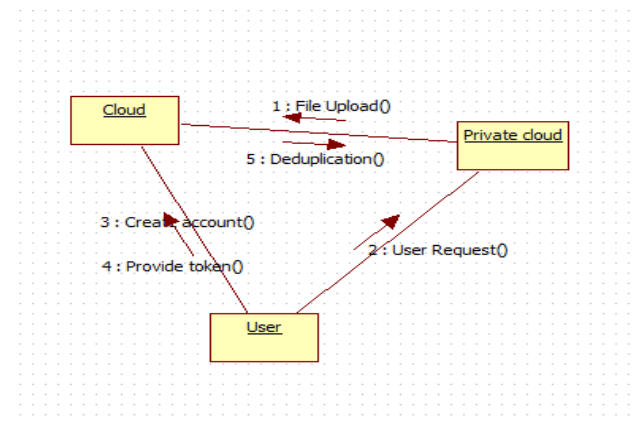 Cloud
1 : File Upload()
Private cloud
5 : Deduplication()
3 : Create account()
2 : User Request()
4 : Provide token()
User